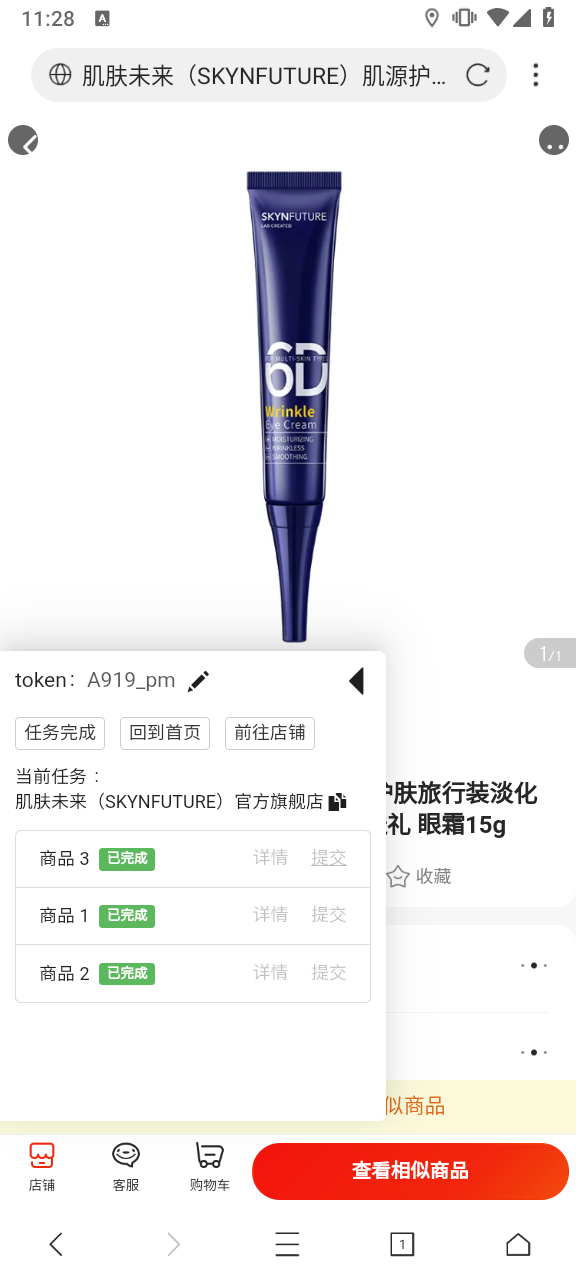 11:28
肌肤未来（SKYNFUTURE）肌源护...
SKYNFUTURE
LAB CREATED
FOR MULTI-SKIN TYPES
6D
Wrinkle
Eye Cream
MOISTURIZING
WRINKLESS
SMOOTHING
1/1
token： A919_pm
任务完成 回到首页 前往店铺
当前任务：
肌肤未来（SKYNFUTURE）官方旗舰店
护肤旅行装淡化
礼 眼霜15g
商品 3 已完成 详情 提交
收藏
商品 1 已完成 详情 提交
商品 2 已完成 详情 提交
似商品
店铺 客服 购物车 查看相似商品
1